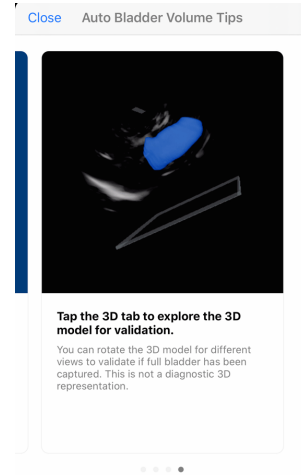 Close Auto Bladder Volume Tips
Tap the 3D tab to explore the 3D
model for validation.
You can rotate the 3D model for different
views to validate if full bladder has been
captured. This is not a diagnostic 3D
representation.